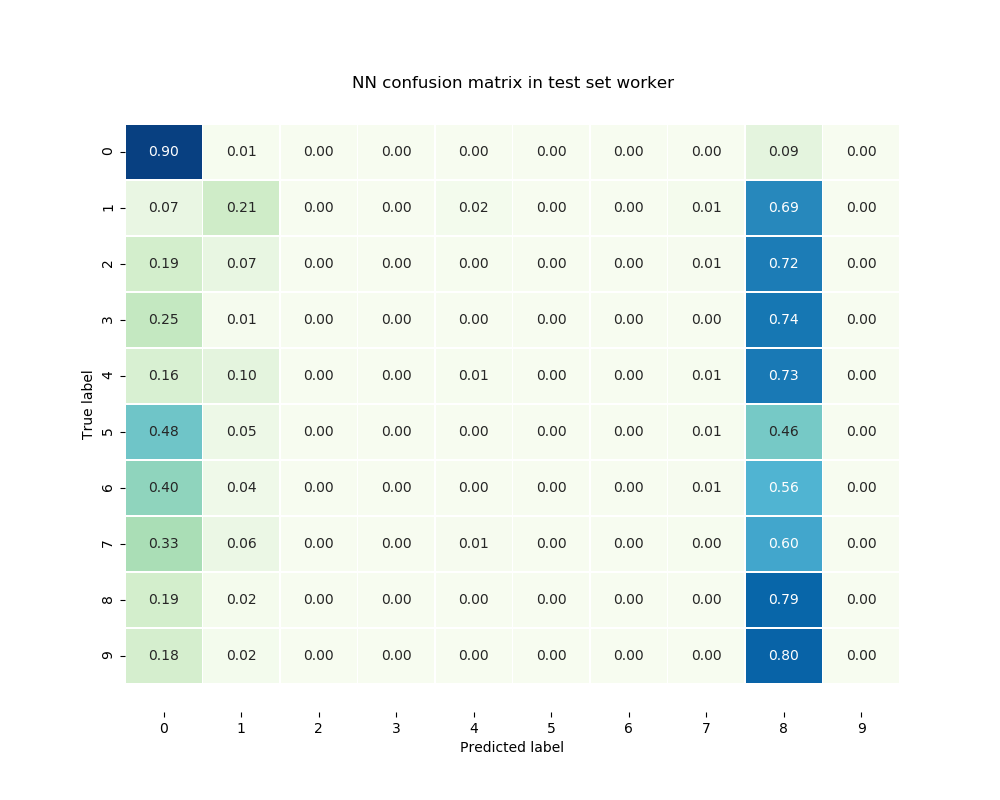 NN confusion matrix in test set worker
0 0.90 0.01 0.00 0.00 0.00 0.00 0.00 0.00 0.09 0.00
1 0.07 0.21 0.00 0.00 0.02 0.00 0.00 0.01 0.69 0.00
2 0.19 0.07 0.00 0.00 0.00 0.00 0.00 0.01 0.72 0.00
3 0.25 0.01 0.00 0.00 0.00 0.00 0.00 0.00 0.74 0.00
4 0.16 0.10 0.00 0.00 0.01 0.00 0.00 0.01 0.73 0.00
True label
5 0.48 0.05 0.00 0.00 0.00 0.00 0.00 0.01 0.46 0.00
6 0.40 0.04 0.00 0.00 0.00 0.00 0.00 0.01 0.56 0.00
7 0.33 0.06 0.00 0.00 0.01 0.00 0.00 0.00 0.60 0.00
8 0.19 0.02 0.00 0.00 0.00 0.00 0.00 0.00 0.79 0.00
9 0.18 0.02 0.00 0.00 0.00 0.00 0.00 0.00 0.80 0.00
0 1 2 3 4 5 6 7 8 9
Predicted label